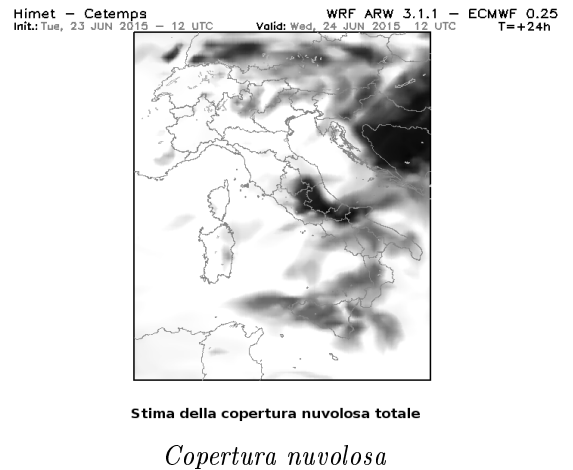 Himet – Cetemps WRF ARW 3.1.1 – ECMWF 0.25
Init.: Tue, 23 JUN 2015 – 12 UTC Valid: Wed, 24 JUN 2015 12 UTC T=+24h
Stima della copertura nuvolosa totale
Copertura nuvolosa